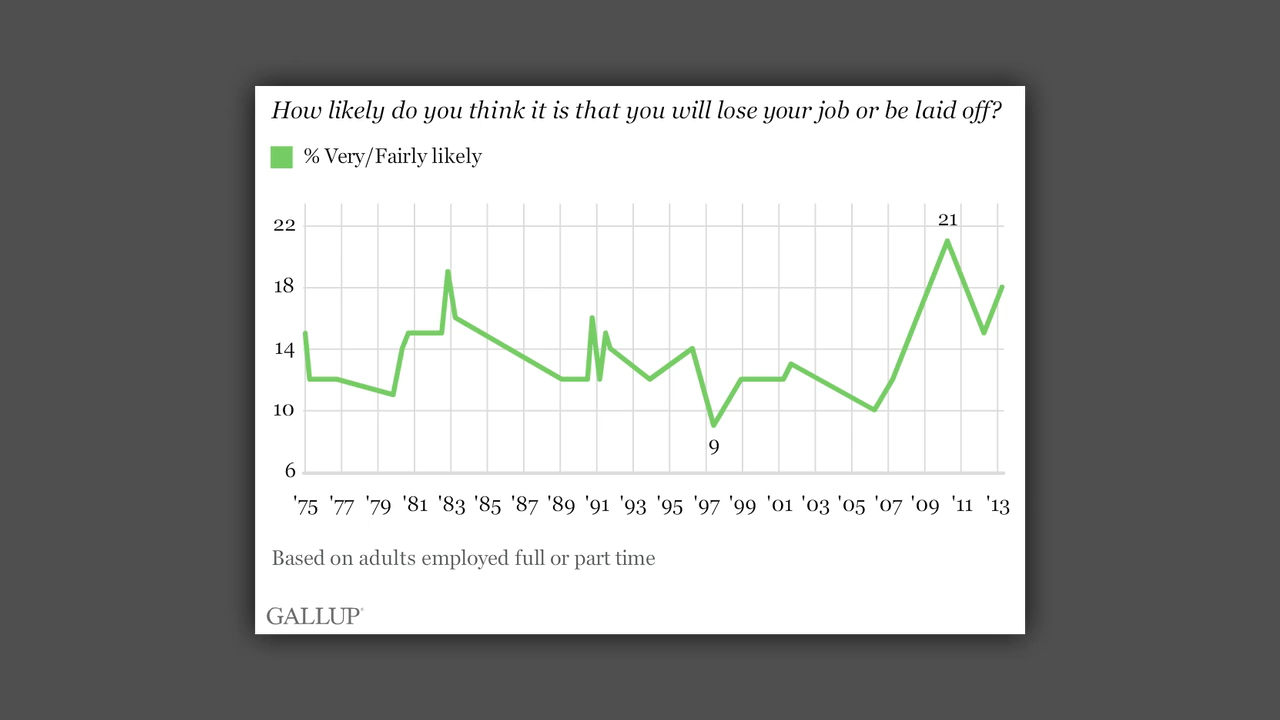 How likely do you think it is that you will lose your job or be laid off?
% Very/Fairly likely
22
21
18
14
10
9
6
'75 '77 '79 '81 '83 '85 '87 '89 '91 '93 '95 '97 '99 '01 '03 '05 '07 '09 '11 '13
Based on adults employed full or part time
GALLUP®